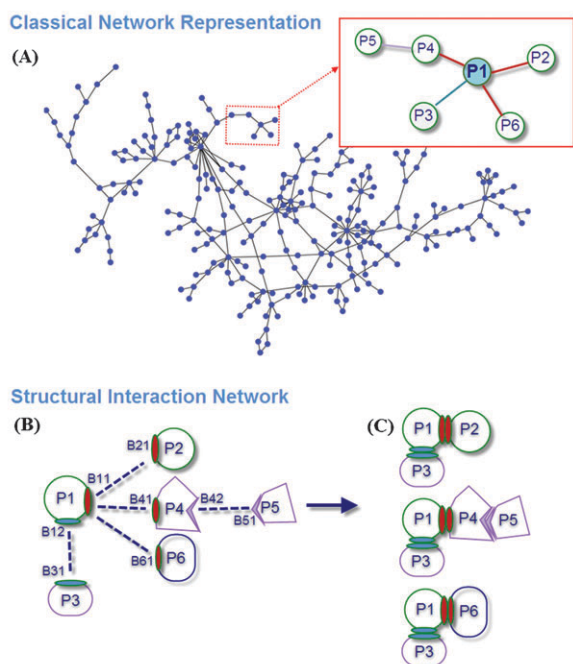 Classical Network Representation
(A)
P5
P4
P1
P2
P3
P6
Structural Interaction Network
(B)
(C)
B21
P2
P1
B11
B41
P4
B42
P5
B51
B12
B61
P6
B31
P3
P1
P2
P3
P1
P4
P5
P3
P1
P6
P3